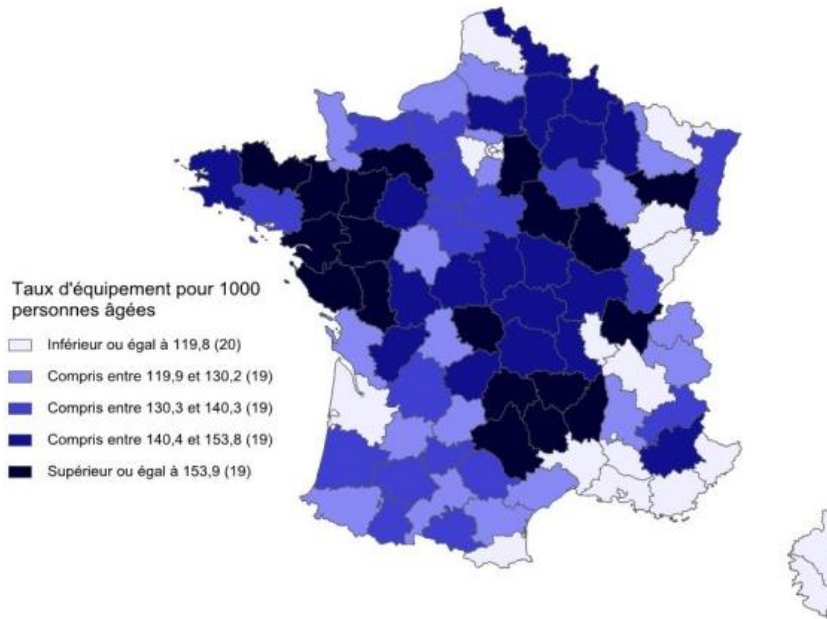 Taux d'équipement pour 1000
personnes âgées
Inférieur ou égal à 119,8 (20)
Compris entre 119,9 et 130,2 (19)
Compris entre 130,3 et 140,3 (19)
Compris entre 140,4 et 153,8 (19)
Supérieur ou égal à 153,9 (19)